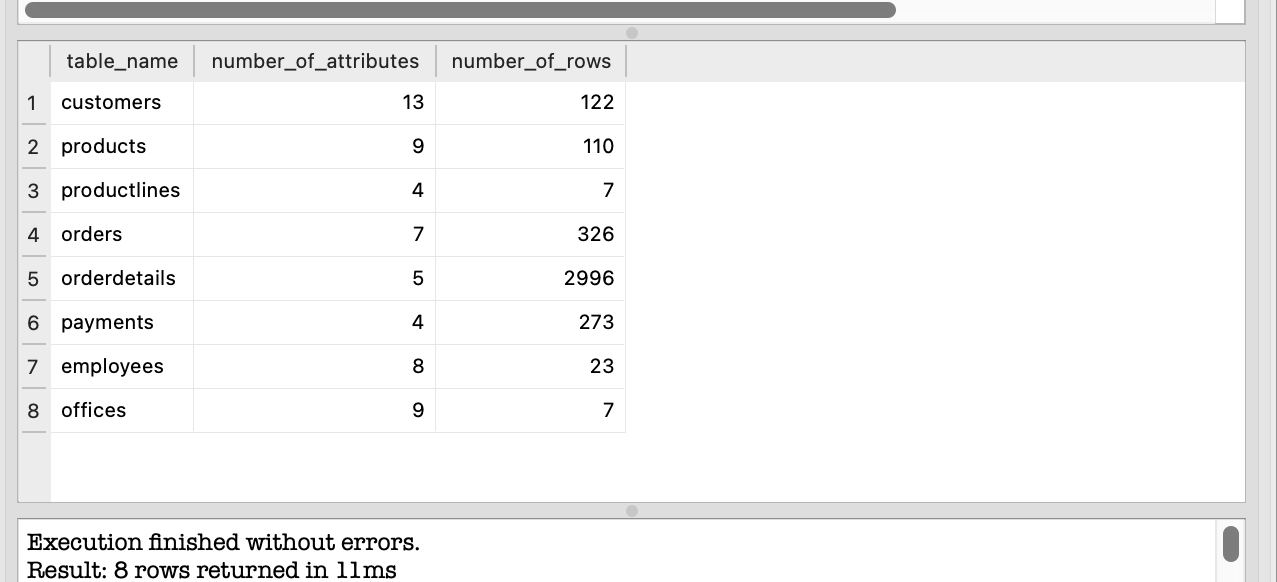 table_name number_of_attributes number_of_rows
1 customers 13 122
2 products 9 110
3 productlines 4 7
4 orders 7 326
5 orderdetails 5 2996
6 payments 4 273
7 employees 8 23
8 offices 9 7
Execution finished without errors.
Result: 8 rows returned in 11ms